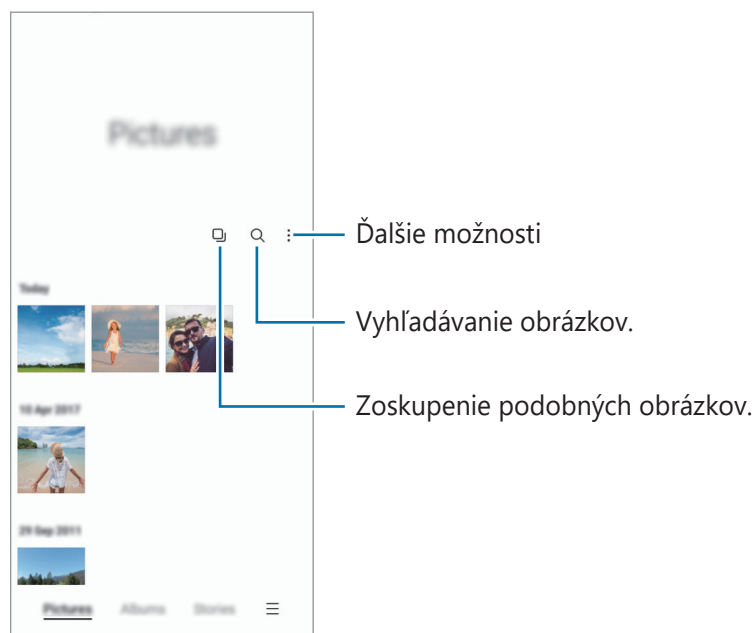 Pictures
Ďalšie možnosti
Today
Vyhľadávanie obrázkov.
Zoskupenie podobných obrázkov.
10 Apr 2017
29 Sep 2011
Pictures Albums Stories